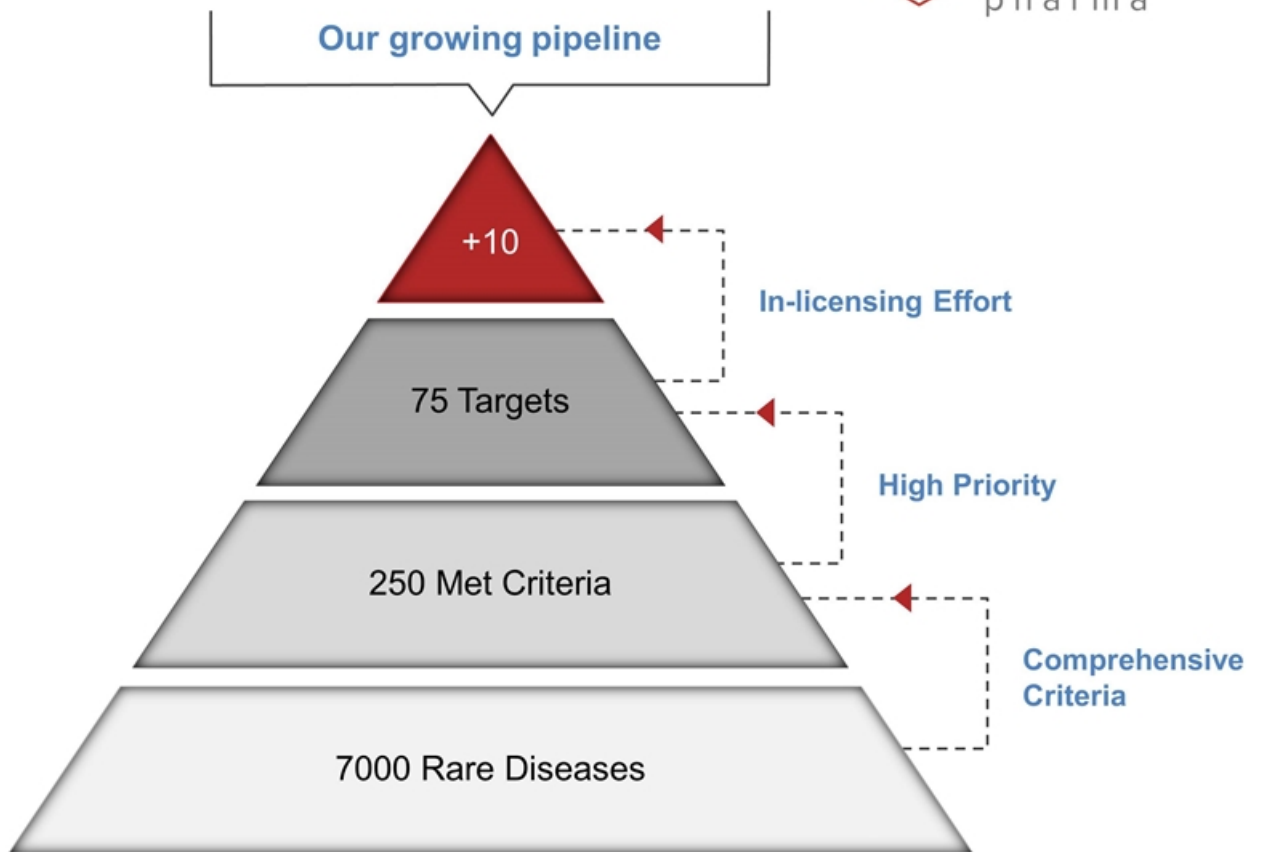 pharma
Our growing pipeline
+10
In-licensing Effort
75 Targets
High Priority
250 Met Criteria
Comprehensive
Criteria
7000 Rare Diseases